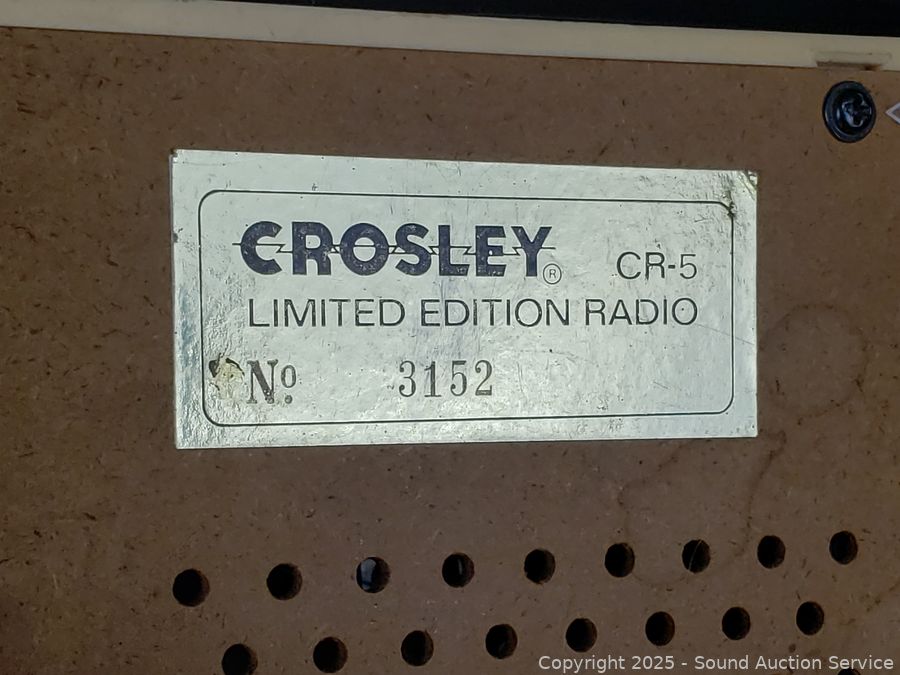 CROSLEY® CR-5
LIMITED EDITION RADIO
No. 3152
Copyright 2025 - Sound Auction Service